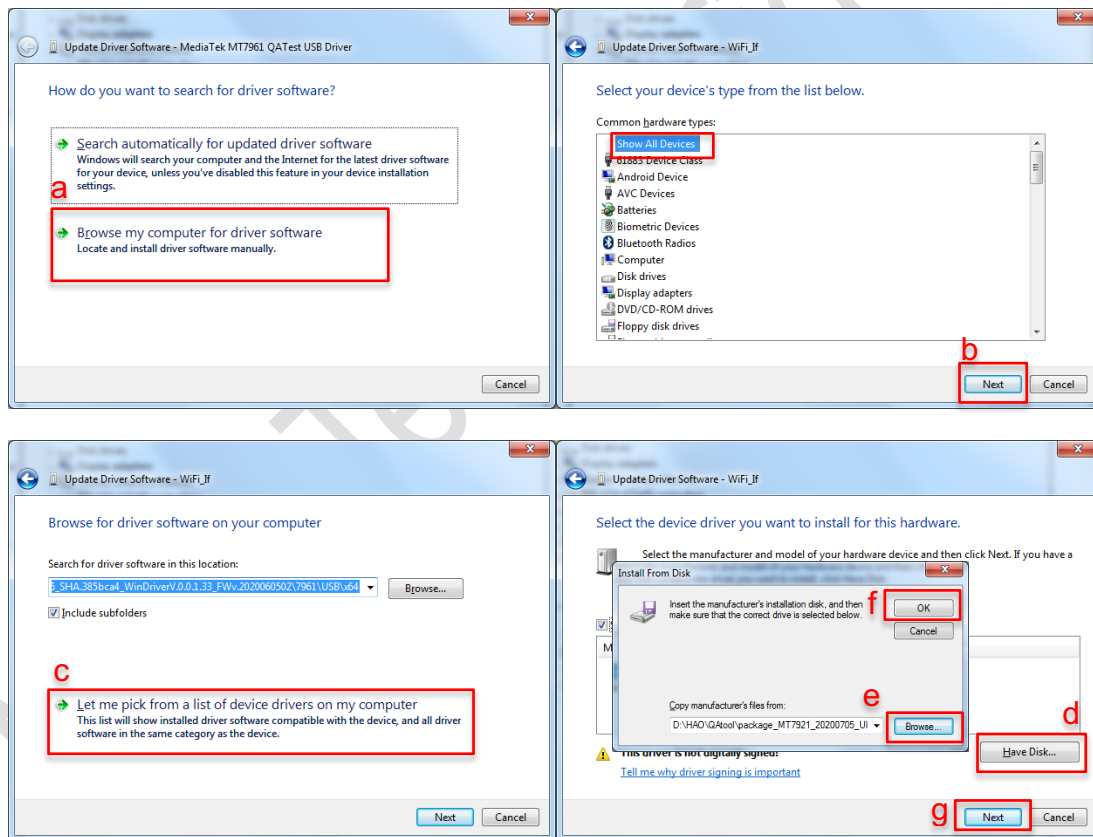 Update Driver Software - MediaTek MT7961 QATest USB Driver
How do you want to search for driver software?
Search automatically for updated driver software
Windows will search your computer and the Internet for the latest driver software
for your device, unless you've disabled this feature in your device installation
settings.
a
Browse my computer for driver software
Locate and install driver software manually.
Cancel
Update Driver Software - WiFi_If
Select your device's type from the list below.
Common hardware types:
Show All Devices
61883 Device Class
Android Device
AVC Devices
Batteries
Biometric Devices
Bluetooth Radios
Computer
Disk drives
Display adapters
DVD/CD-ROM drives
Floppy disk drives
b
Next
Cancel
Update Driver Software - WiFi_If
Browse for driver software on your computer
Search for driver software in this location:
_SHA.385bca4_WinDriverV.0.0.1.33_FWv.2020060502\7961\USB\x64
Browse...
Include subfolders
c
Let me pick from a list of device drivers on my computer
This list will show installed driver software compatible with the device, and all driver
software in the same category as the device.
Next
Cancel
Update Driver Software - WiFi_If
Select the device driver you want to install for this hardware.
Select the manufacturer and model of your hardware device and then click Next. If you have a
Install From Disk
Insert the manufacturer's installation disk, and then
make sure that the correct drive is selected below.
f
OK
Cancel
M
Copy manufacturer's files from:
e
D:\HAO\QAtool\package_MT7921_20200705_UI
Browse...
d
This driver is not digitally signed!
Have Disk...
Tell me why driver signing is important
g
Next
Cancel